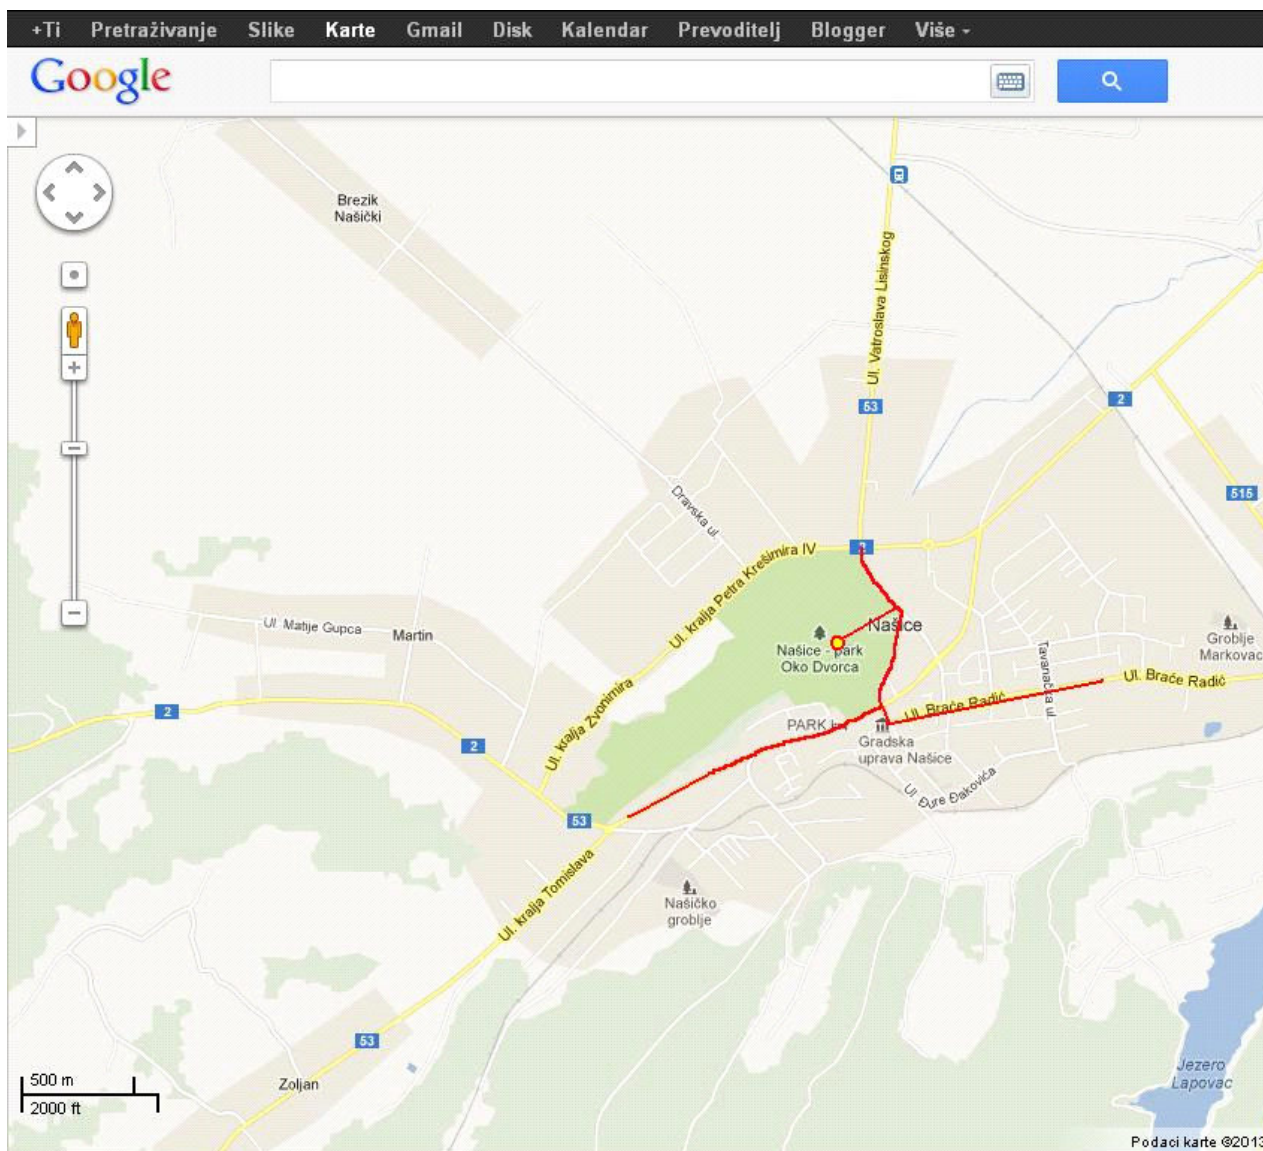 +Ti Pretraživanje Slike Karte Gmail Disk Kalendar Prevoditelj Blogger Više
Google
Brezik
Našički
Ul. Vatroslava Lisinskog
53
2
515
Dravska ul.
Ul. kralja Petra Krešimira IV
2
Ul. Matije Gupca
Martin
Našice
Našice - park
Oko Dvorca
Groblje
Markovac
Tavanačka ul.
Ul. kralja Zvonimira
Ul. Braće Radić
Ul. Braće Radić
2
2
PARK
Gradska
uprava Našice
Ul. Đure Đakovića
53
Ul. kralja Tomislava
Našičko
groblje
53
Zoljan
Jezero
Lapovac
500 m
2000 ft
Podaci karte ©2013